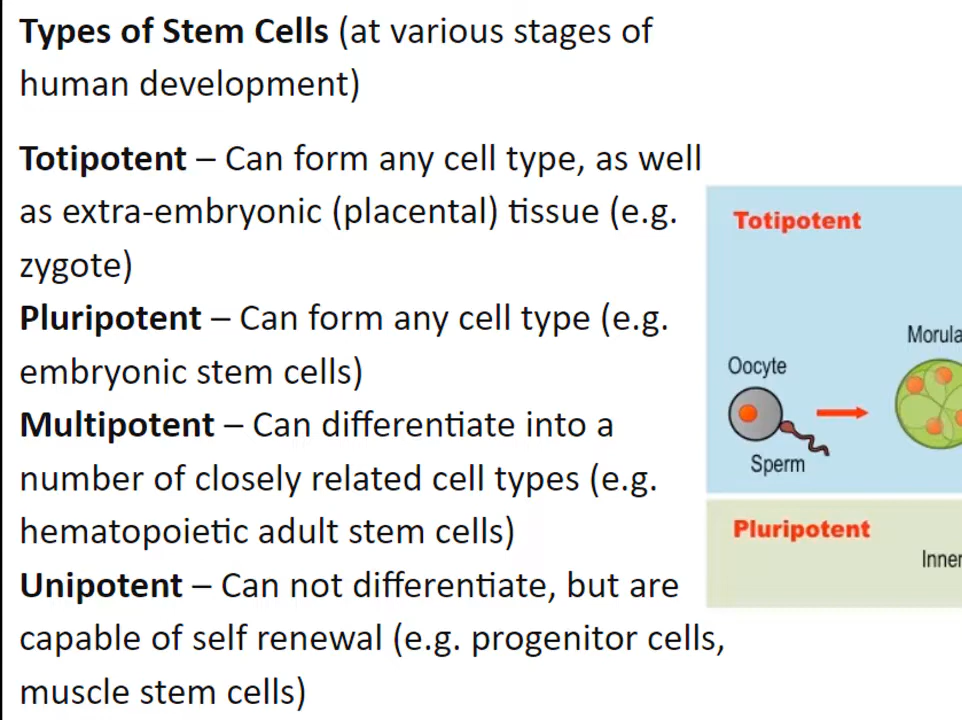 Types of Stem Cells (at various stages of
human development)
Totipotent – Can form any cell type, as well
as extra-embryonic (placental) tissue (e.g.
zygote)
Pluripotent – Can form any cell type (e.g.
embryonic stem cells)
Multipotent – Can differentiate into a
number of closely related cell types (e.g.
hematopoietic adult stem cells)
Unipotent – Can not differentiate, but are
capable of self renewal (e.g. progenitor cells,
muscle stem cells)
Totipotent
Morula
Oocyte
Sperm
Pluripotent
Inner